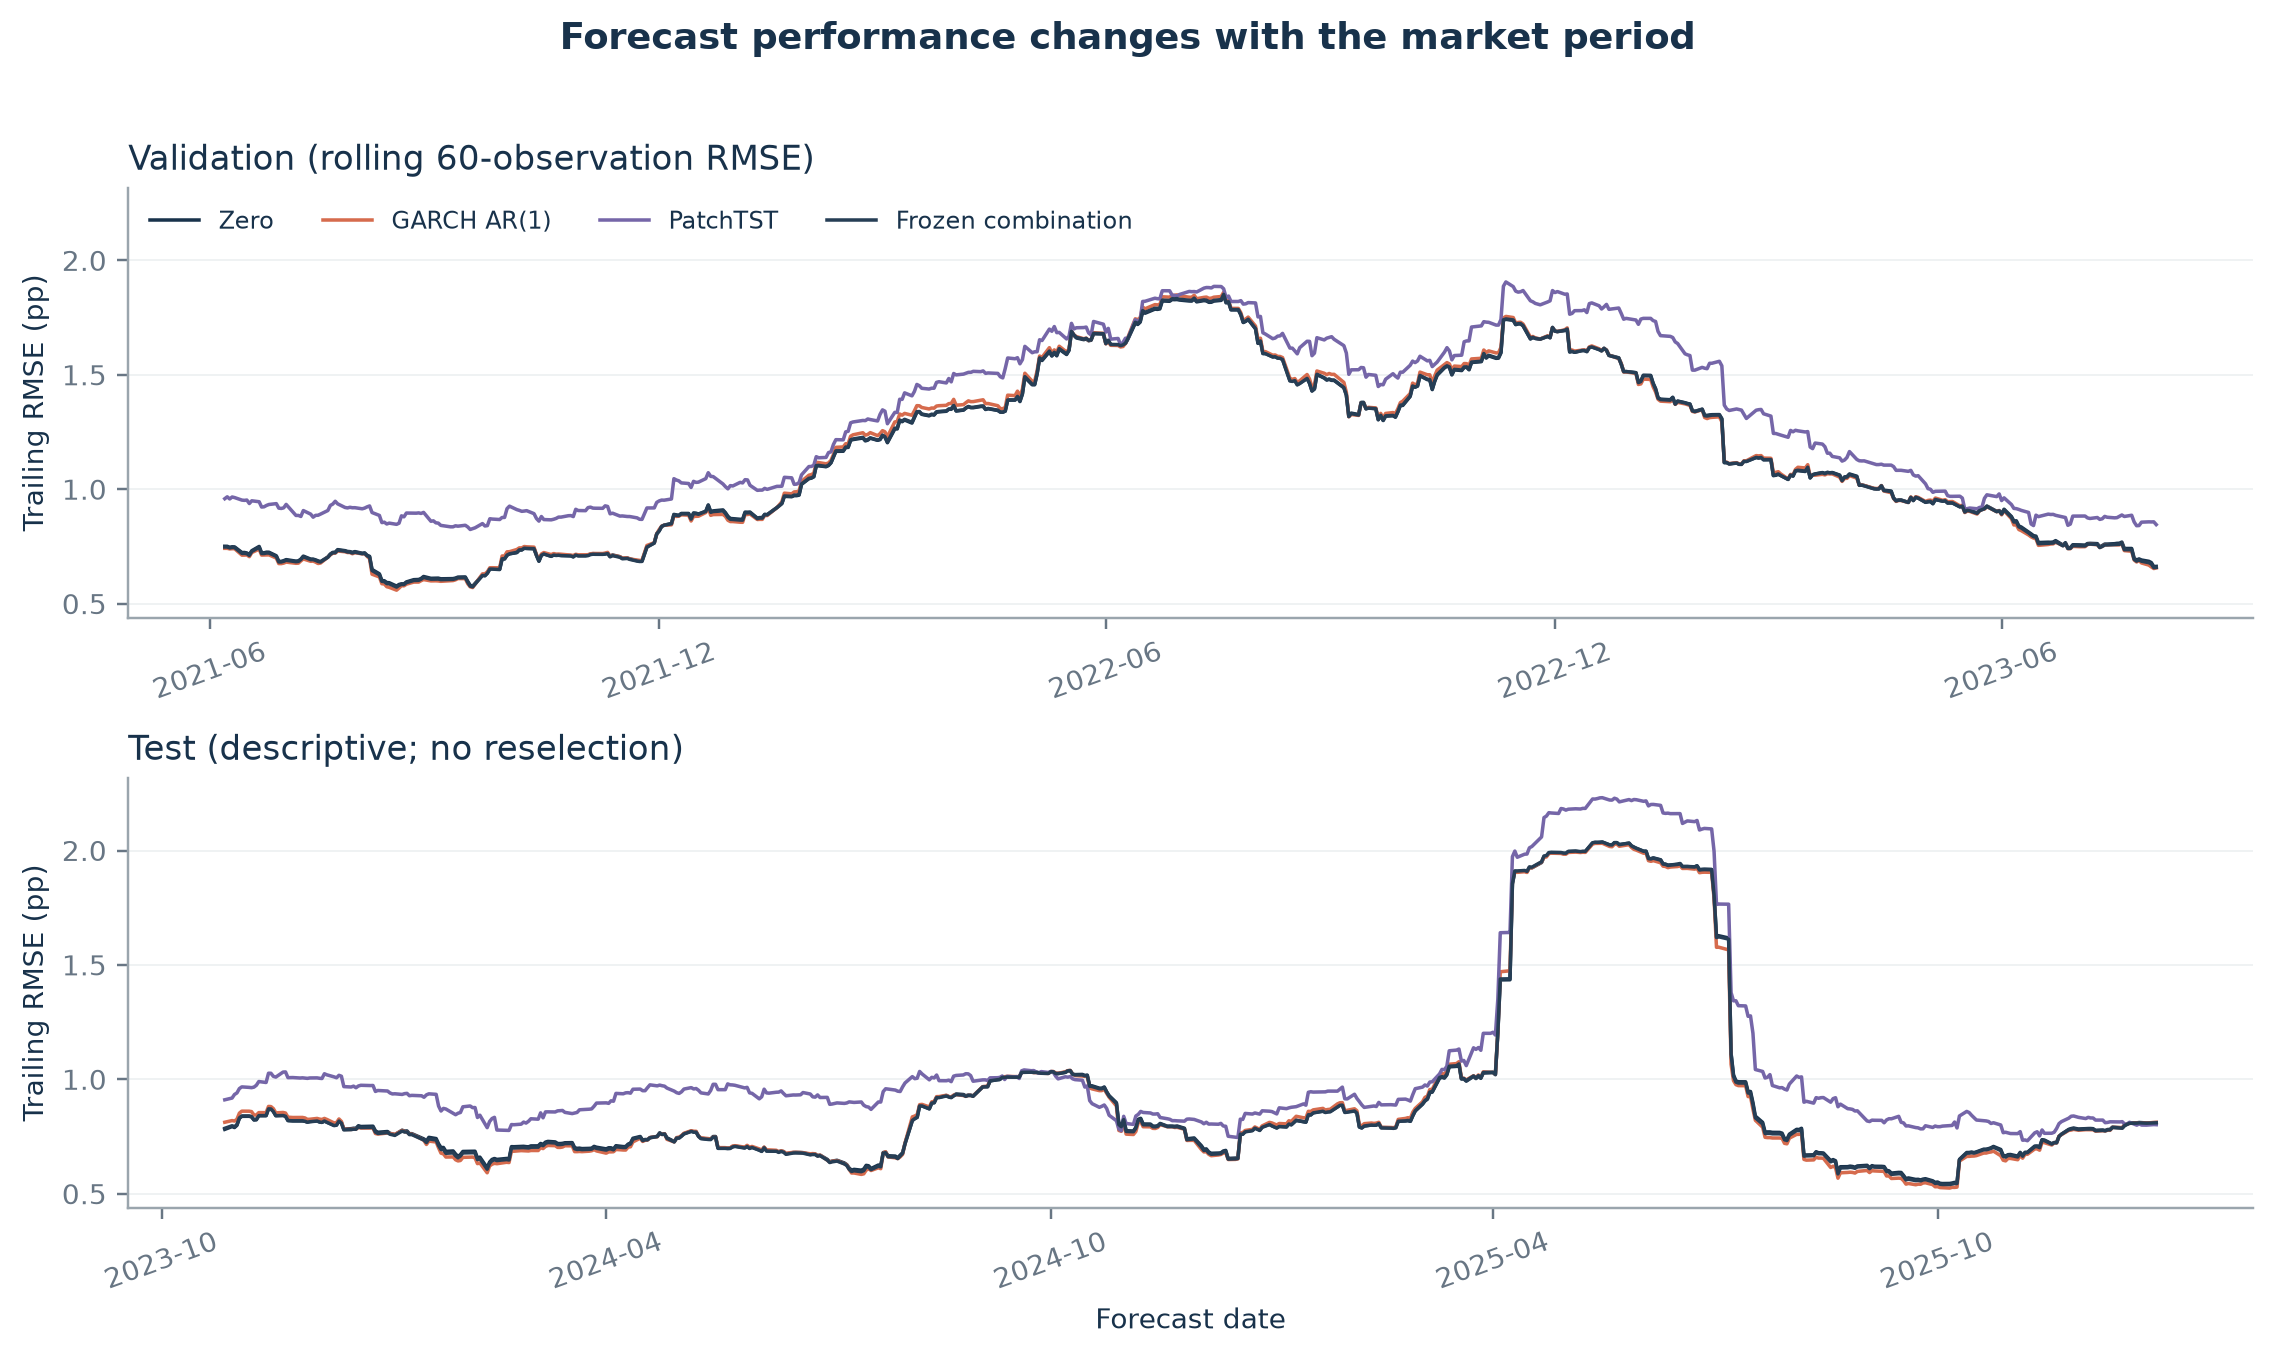 Forecast performance changes with the market period
Validation (rolling 60-observation RMSE)
Zero
GARCH AR(1)
PatchTST
Frozen combination
Trailing RMSE (pp)
2.0
1.5
1.0
0.5
2021-06
2021-12
2022-06
2022-12
2023-06
Test (descriptive; no reselection)
Trailing RMSE (pp)
2.0
1.5
1.0
0.5
2023-10
2024-04
2024-10
2025-04
2025-10
Forecast date